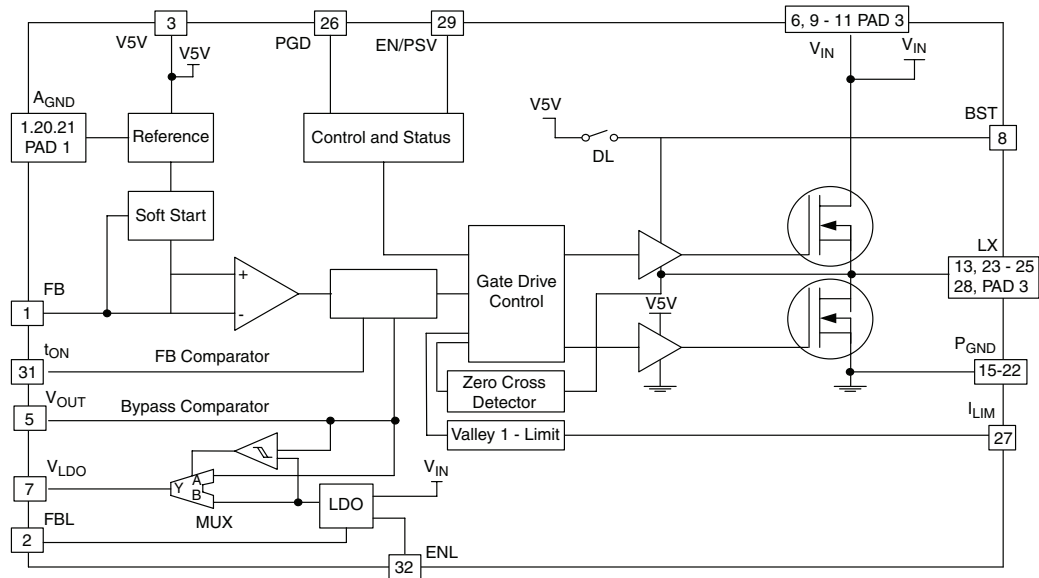 3
26
29
6, 9 - 11 PAD 3
V5V
PGD
EN/PSV
VIN
VIN
V5V
AGND
1.20.21
PAD 1
Reference
Control and Status
V5V
DL
BST
8
Soft Start
LX
13, 23 - 25
28, PAD 3
Gate Drive
Control
+
-
FB
1
V5V
tON
31
FB Comparator
PGND
15-22
Zero Cross
Detector
VOUT
5
Bypass Comparator
ILIM
27
Valley 1 - Limit
VLDO
7
Y
A
B
MUX
VIN
LDO
FBL
2
32
ENL